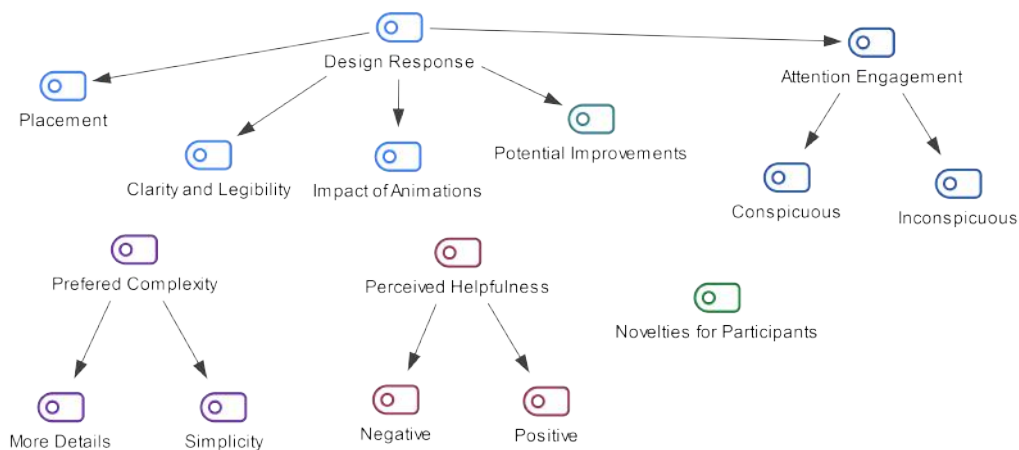 Design Response
Attention Engagement
Placement
Potential Improvements
Clarity and Legibility
Impact of Animations
Conspicuous
Inconspicuous
Prefered Complexity
Perceived Helpfulness
Novelties for Participants
More Details
Simplicity
Negative
Positive